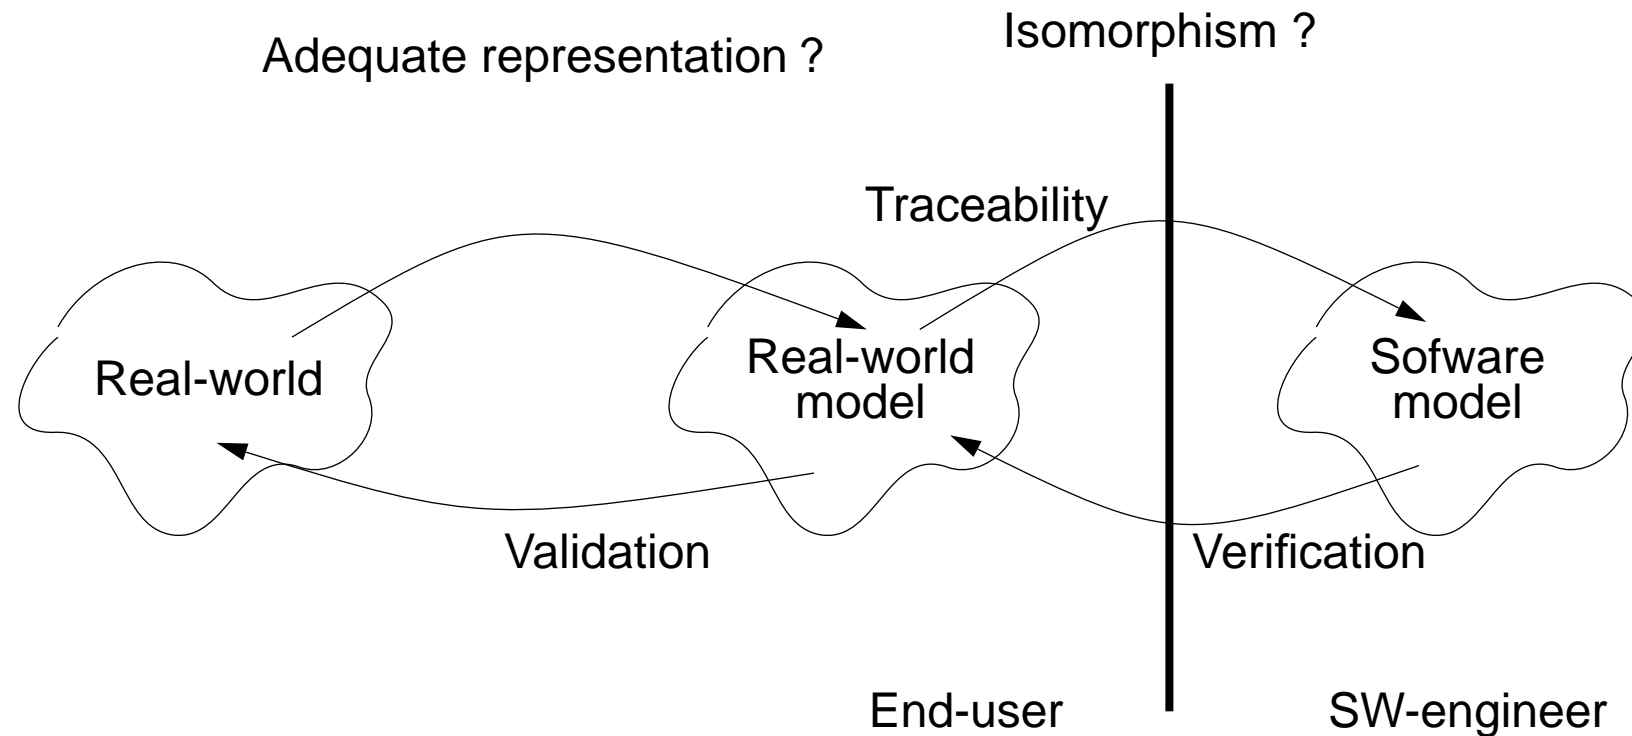 Adequate representation ?
Isomorphism ?
Traceability
Real-world
Real-world
model
Sofware
model
Validation
Verification
End-user
SW-engineer